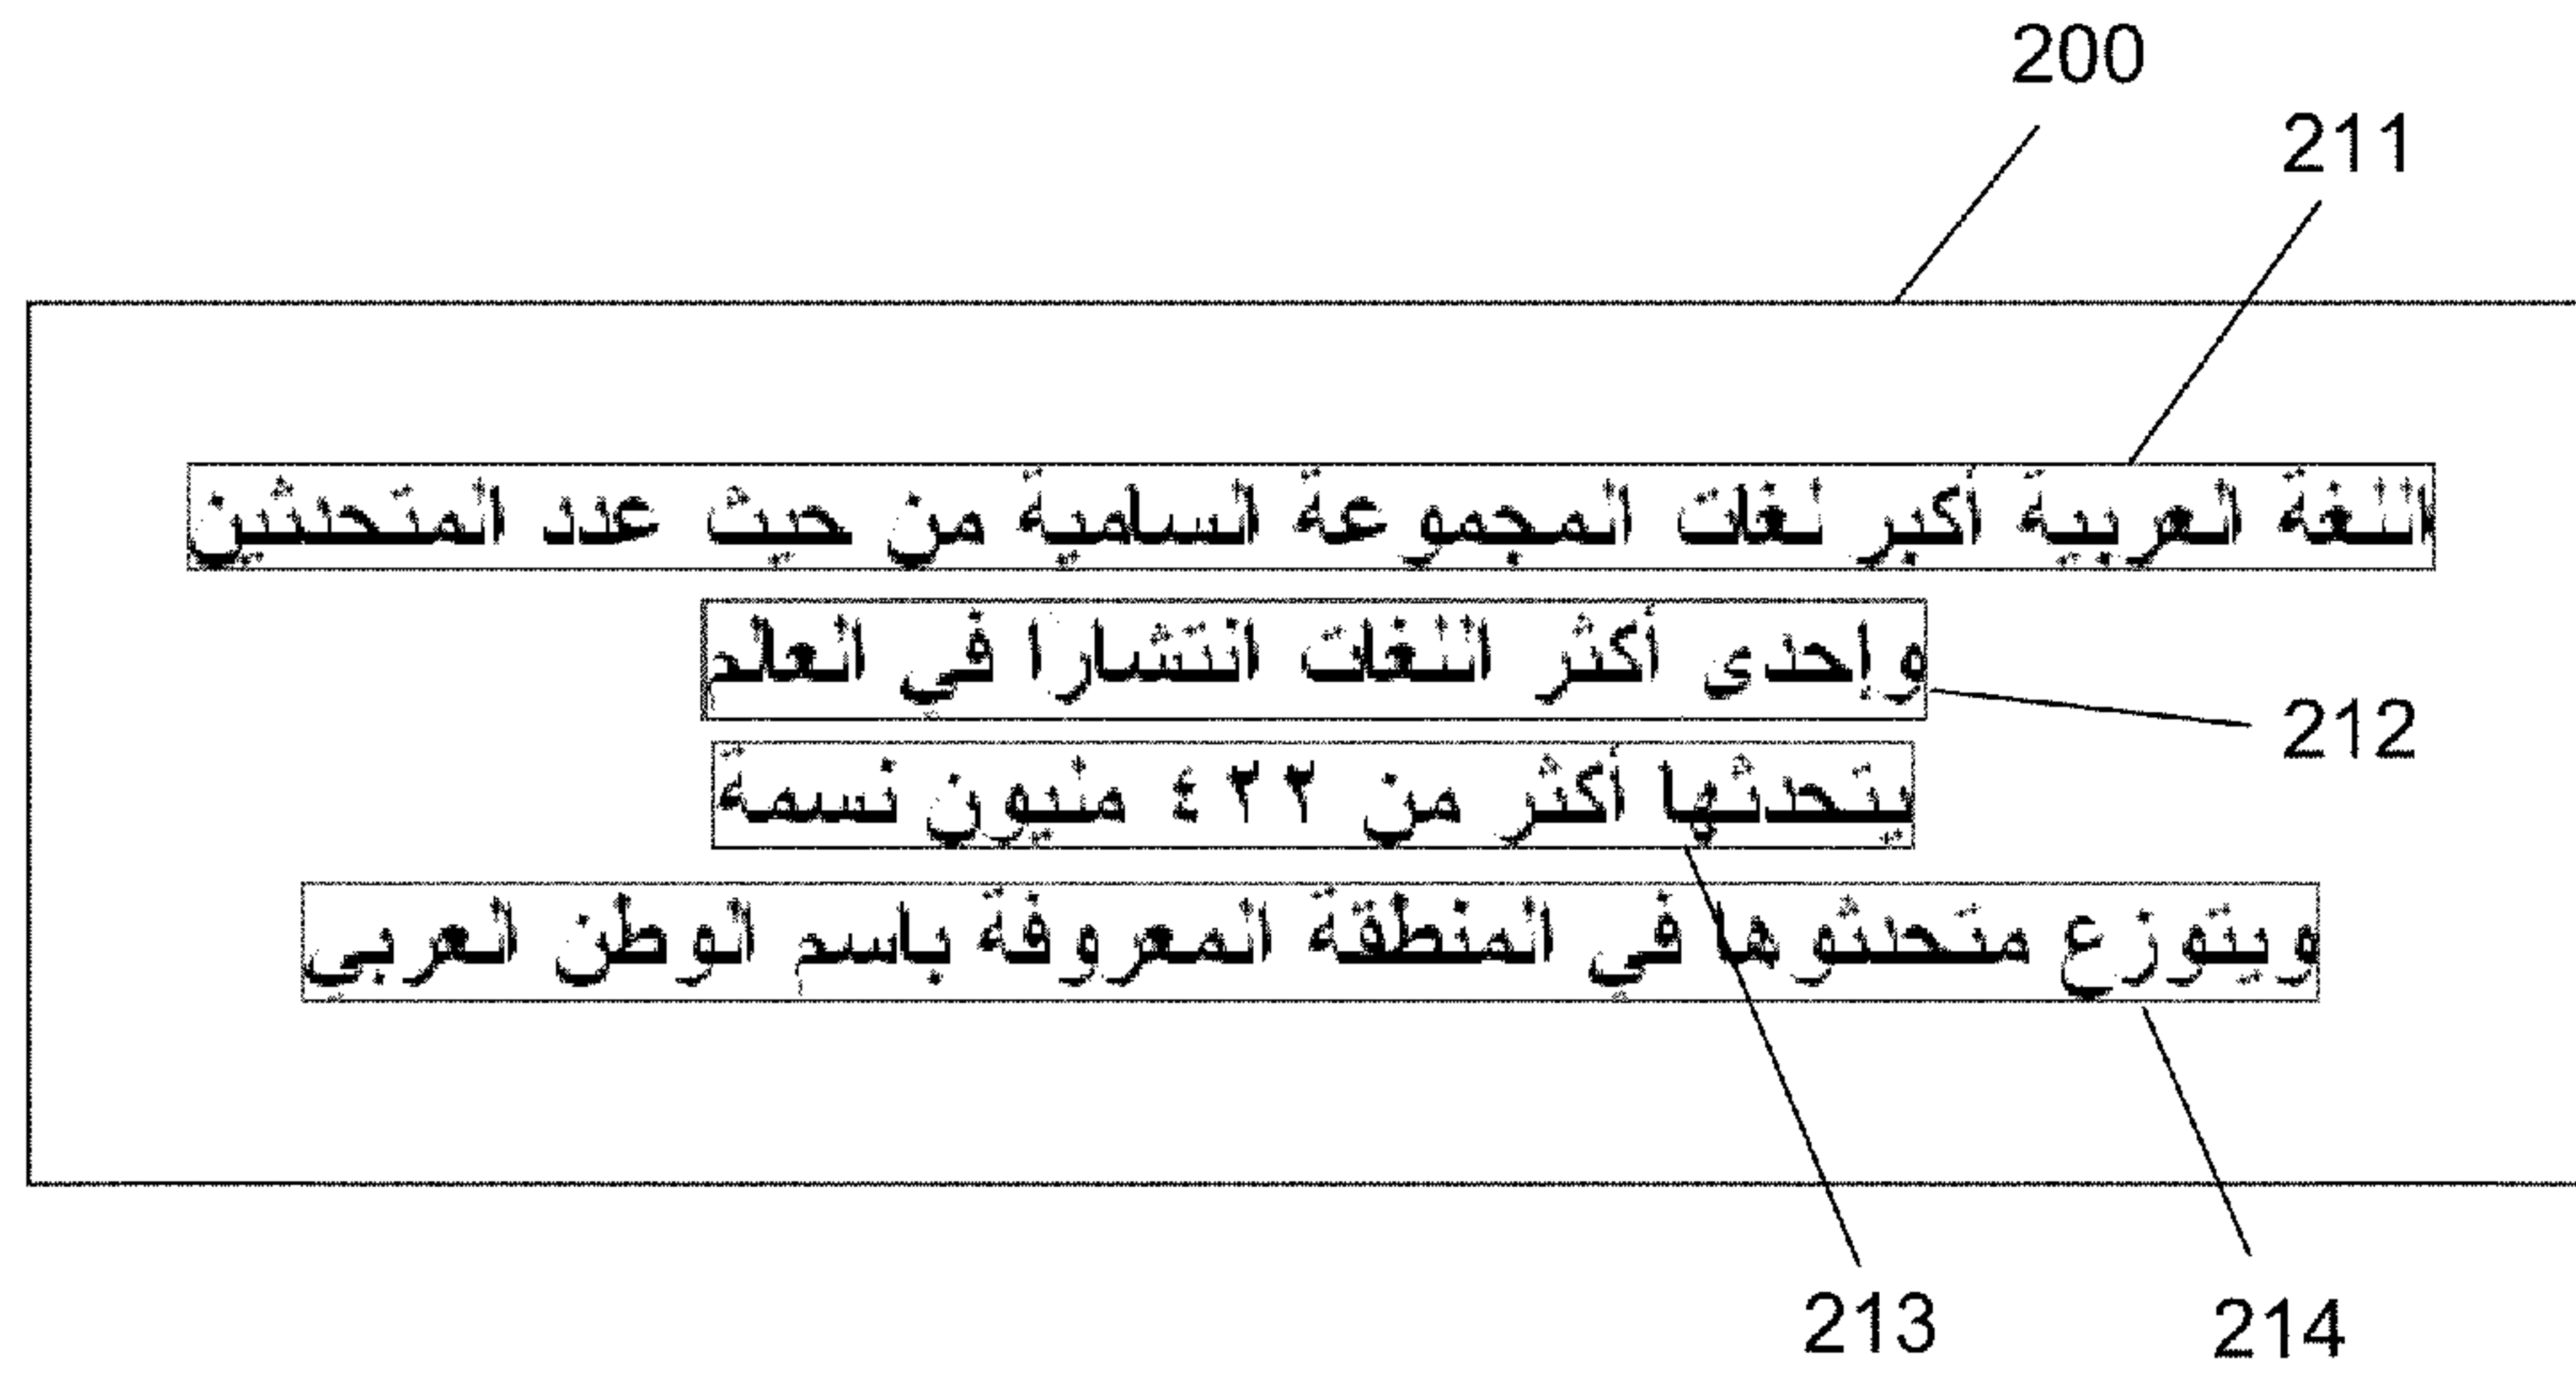 200
211
اللغة العربية أكبر لغات المجموعة السامية من حيث عدد المتحدثين
وإحدى أكثر اللغات انتشارا في العالم
212
يتحدثها أكثر من ٤٢٢ مليون نسمة
ويتوزع متحدثوها في المنطقة المعروفة باسم الوطن العربي
213
214